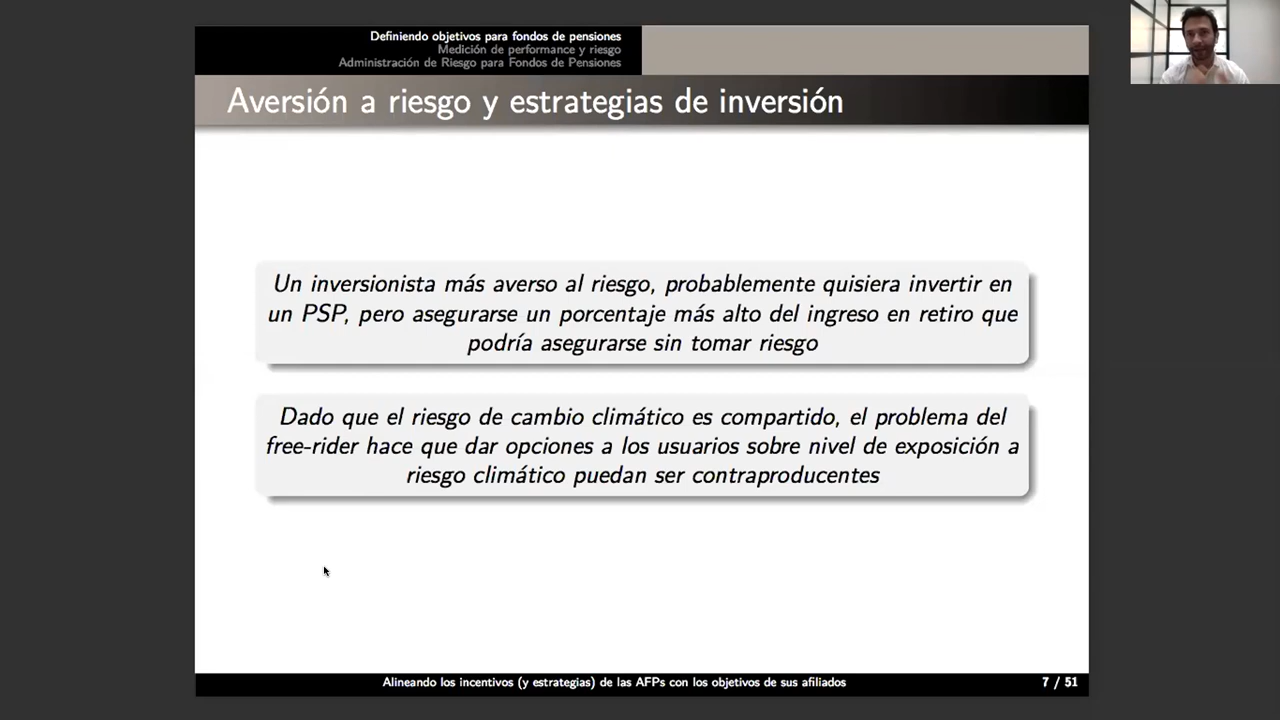 Definiendo objetivos para fondos de pensiones
Medición de performance y riesgo
Administración de Riesgo para Fondos de Pensiones
Aversión a riesgo y estrategias de inversión
Un inversionista más averso al riesgo, probablemente quisiera invertir en
un PSP, pero asegurarse un porcentaje más alto del ingreso en retiro que
podría asegurarse sin tomar riesgo
Dado que el riesgo de cambio climático es compartido, el problema del
free-rider hace que dar opciones a los usuarios sobre nivel de exposición a
riesgo climático puedan ser contraproducentes
Alineando los incentivos (y estrategias) de las AFPs con los objetivos de sus afiliados
7 / 51